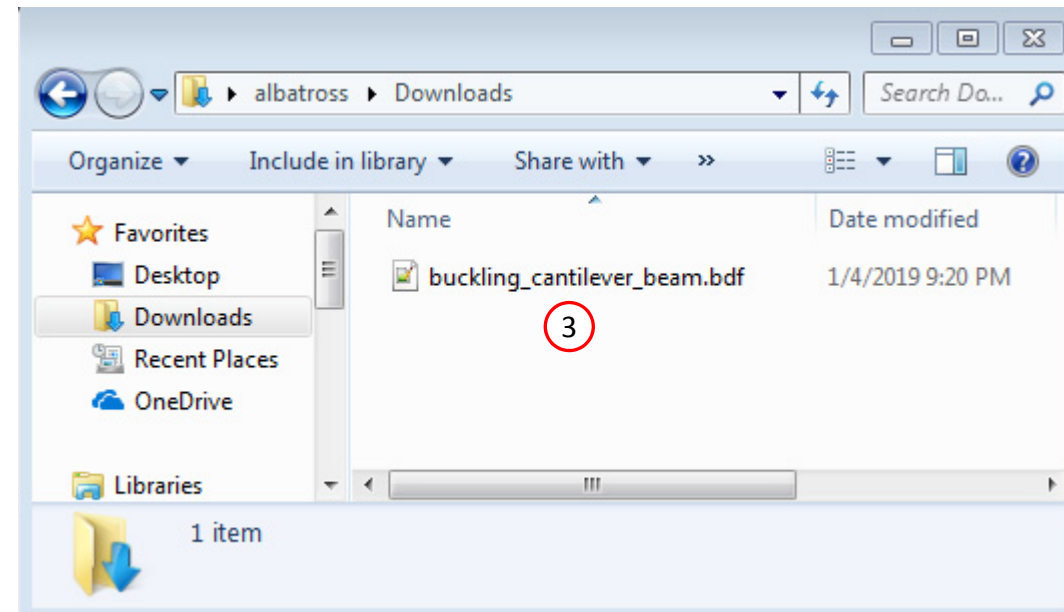 albatross Downloads Search Do...
Organize Include in library Share with »
Favorites
Desktop
Downloads
Recent Places
OneDrive
Libraries
Name Date modified
buckling_cantilever_beam.bdf 1/4/2019 9:20 PM
3
1 item